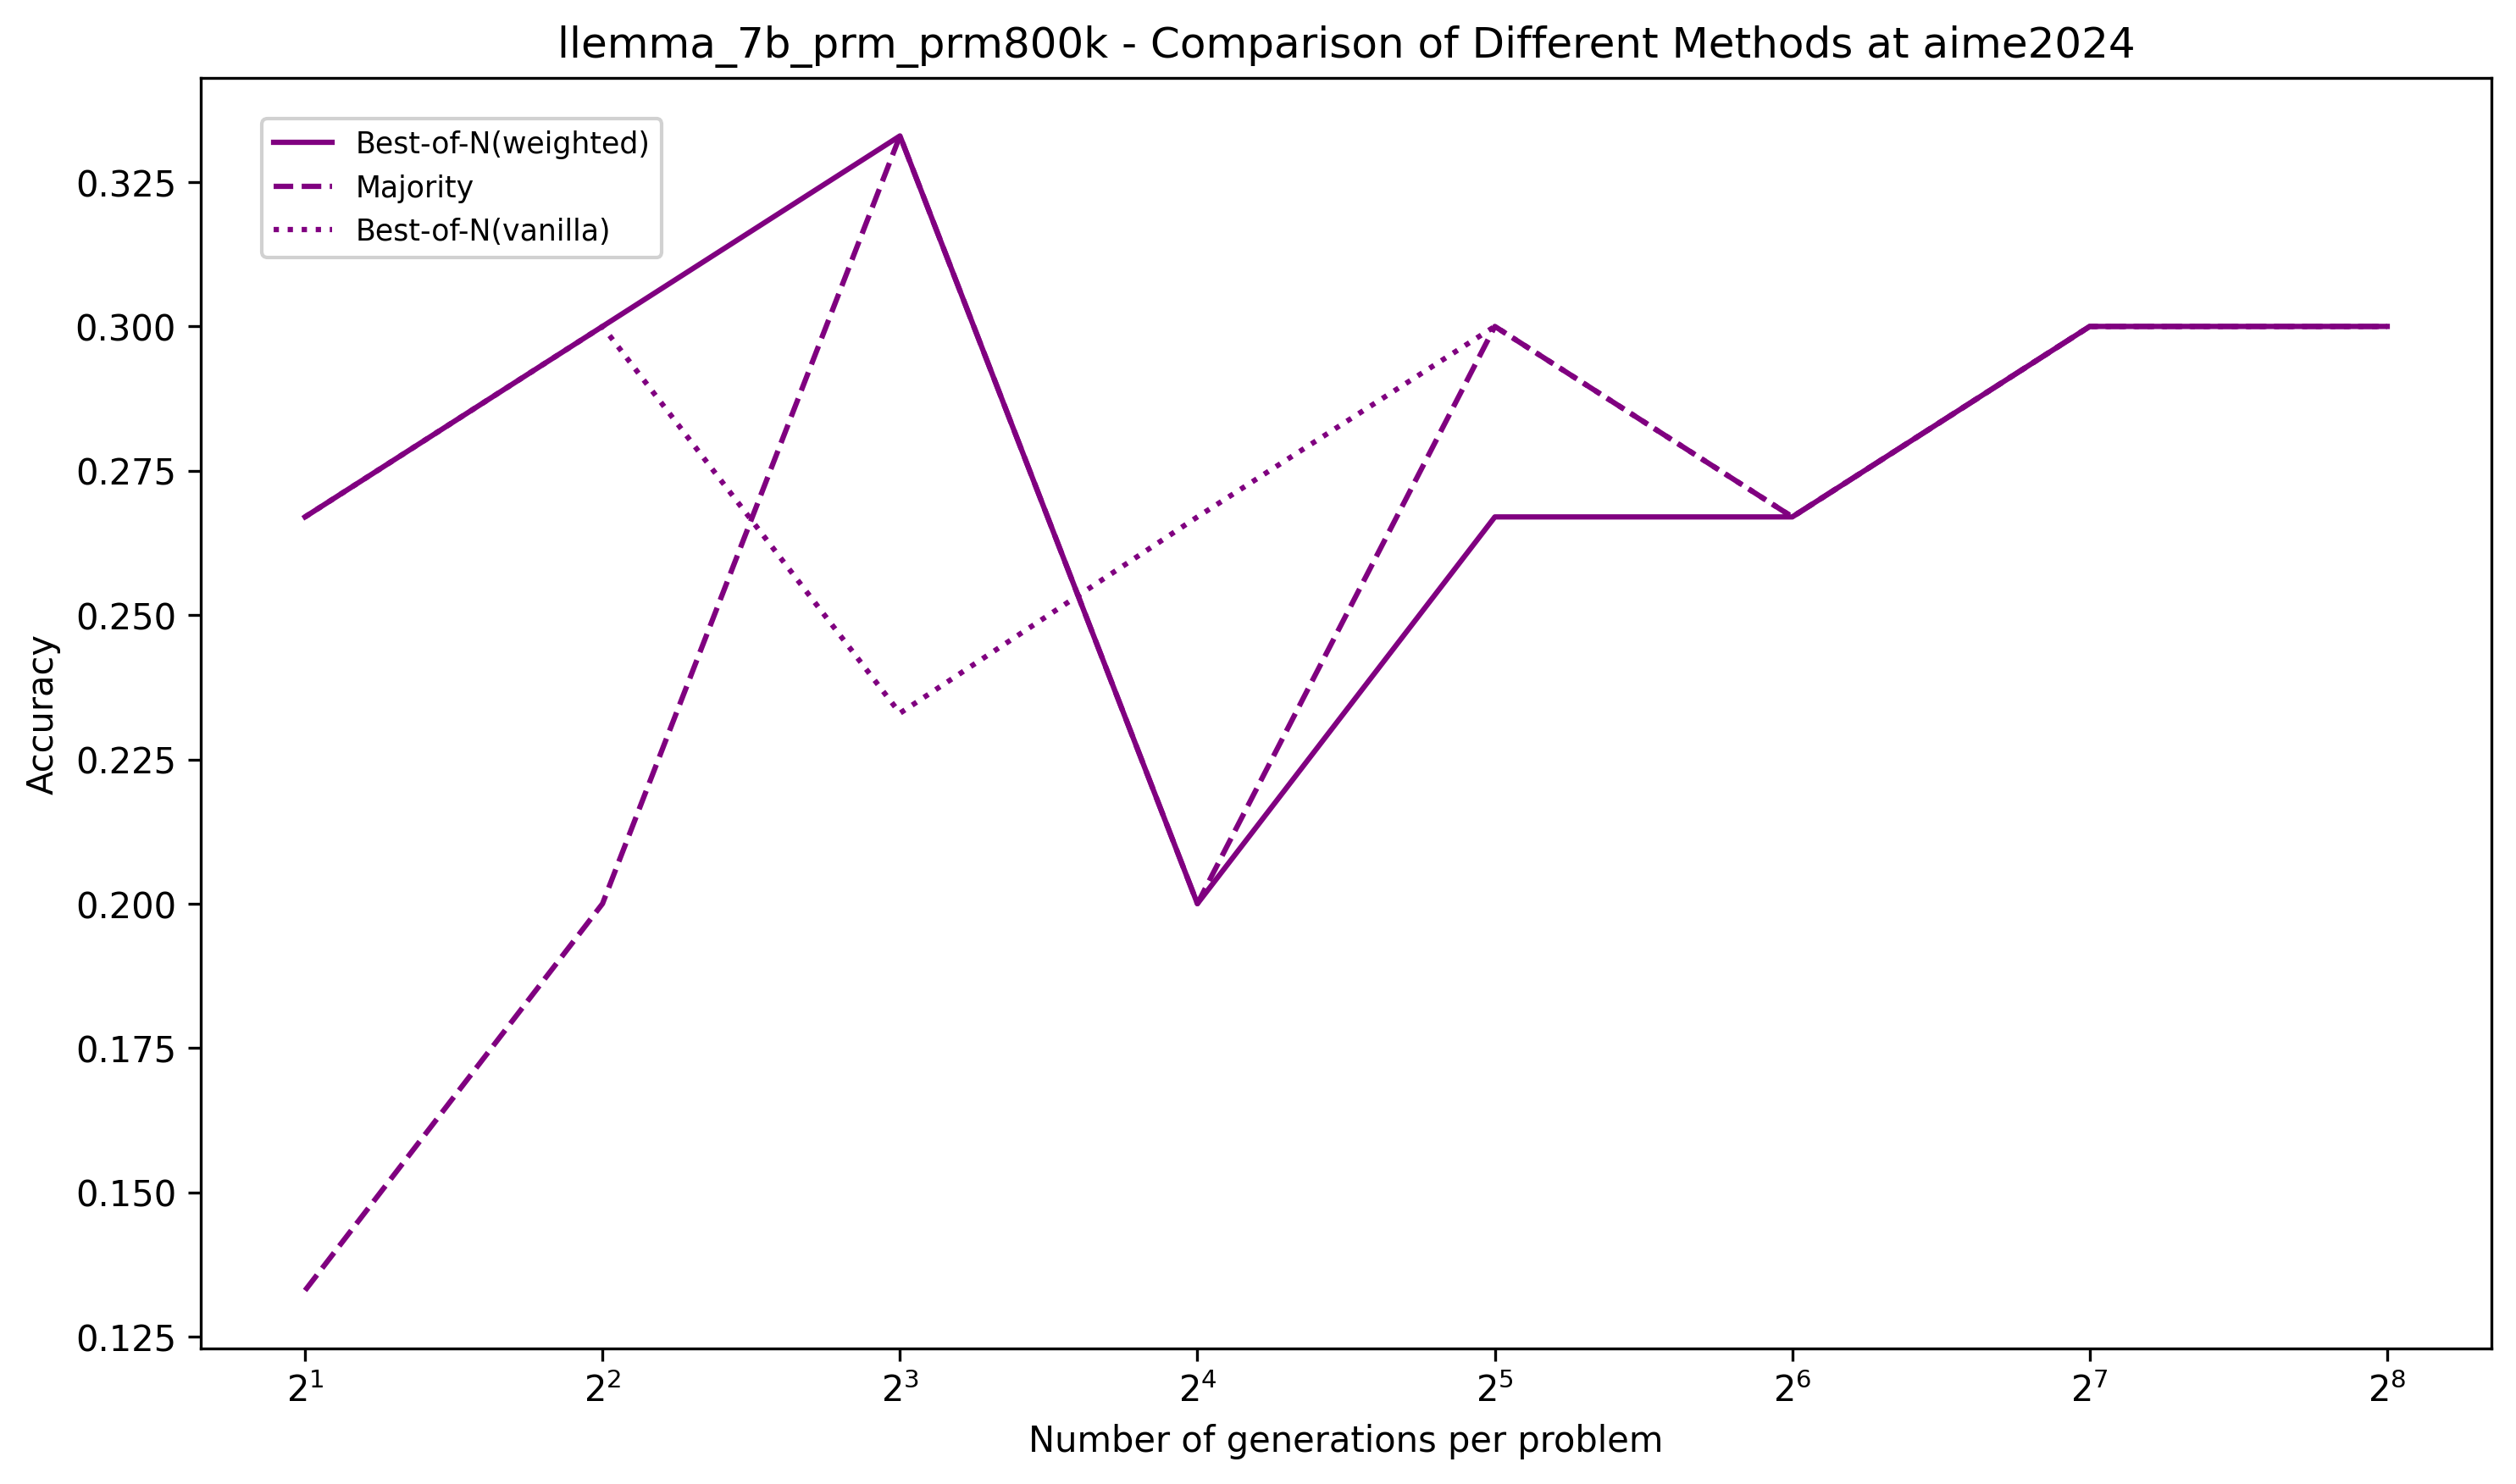 llemma_7b_prm_prm800k - Comparison of Different Methods at aime2024
Best-of-N(weighted)
Majority
Best-of-N(vanilla)
Accuracy
0.325
0.300
0.275
0.250
0.225
0.200
0.175
0.150
0.125
2¹ 2² 2³ 2⁴ 2⁵ 2⁶ 2⁷ 2⁸
Number of generations per problem